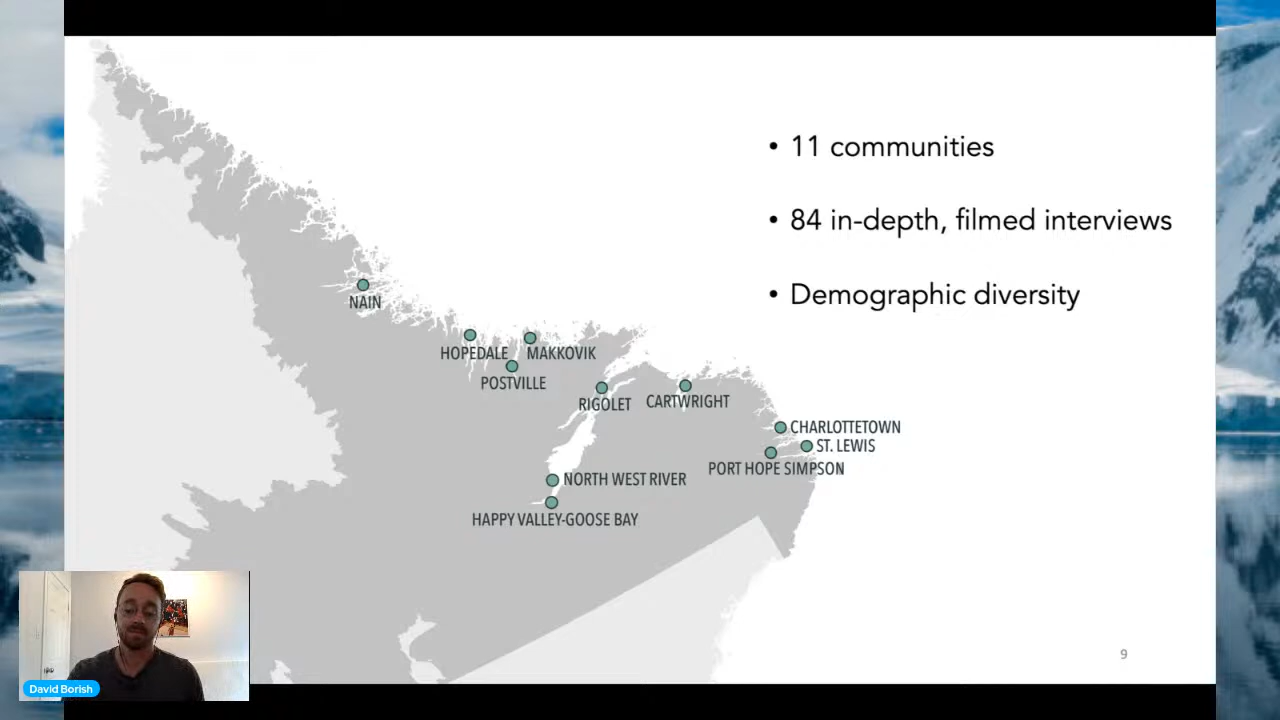 • 11 communities
• 84 in-depth, filmed interviews
• Demographic diversity
NAIN
HOPEDALE
MAKKOVIK
POSTVILLE
RIGOLET
CARTWRIGHT
CHARLOTTETOWN
ST. LEWIS
PORT HOPE SIMPSON
NORTH WEST RIVER
HAPPY VALLEY-GOOSE BAY
9
David Borish